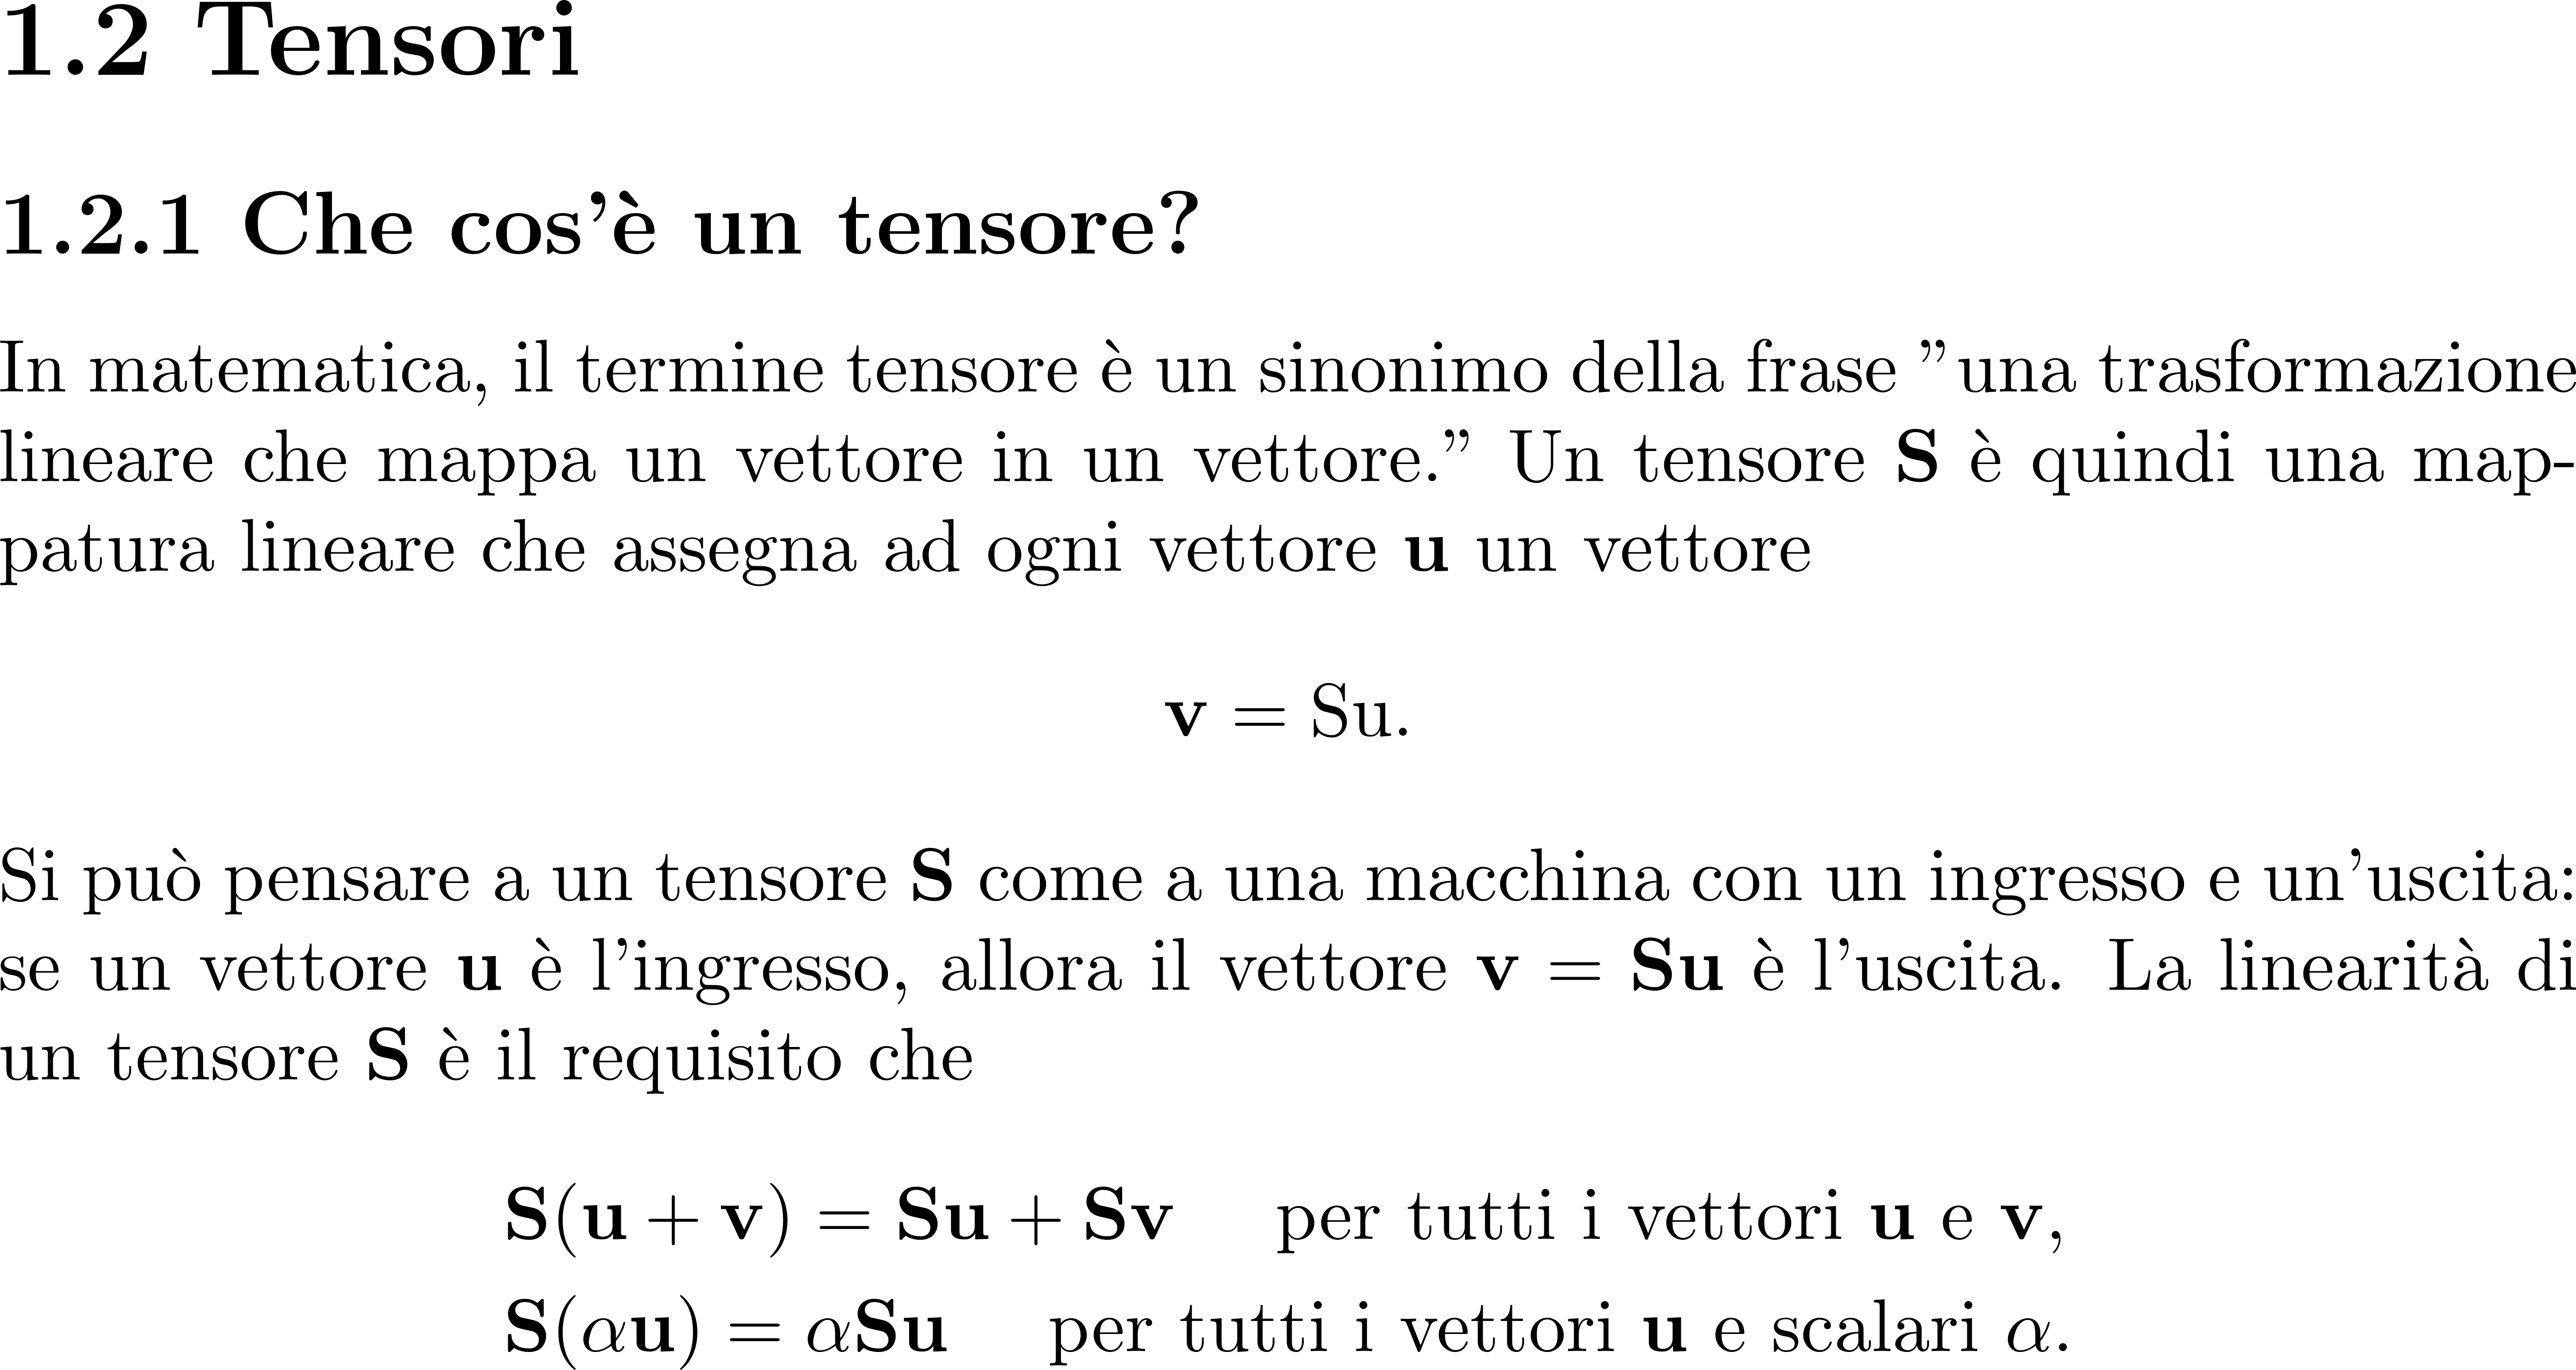 1.2 Tensori
1.2.1 Che cos’è un tensore?
In matematica, il termine tensore è un sinonimo della frase ”una trasformazione
lineare che mappa un vettore in un vettore.” Un tensore S è quindi una map-
patura lineare che assegna ad ogni vettore u un vettore
v = Su.
Si può pensare a un tensore S come a una macchina con un ingresso e un’uscita:
se un vettore u è l’ingresso, allora il vettore v = Su è l’uscita. La linearità di
un tensore S è il requisito che
S(u + v) = Su + Sv per tutti i vettori u e v,
S(αu) = αSu per tutti i vettori u e scalari α.